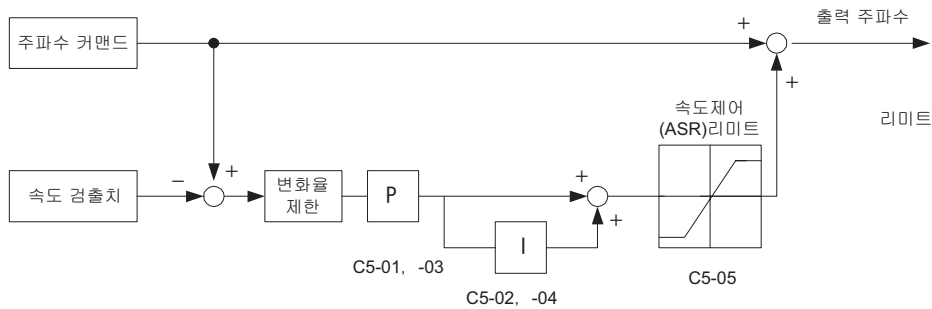 출력 주파수
주파수 커맨드
+
+
리미트
속도제어
(ASR)리미트
속도 검출치
−
+
변화율
제한
P
+
+
I
C5-01, -03
C5-02, -04
C5-05